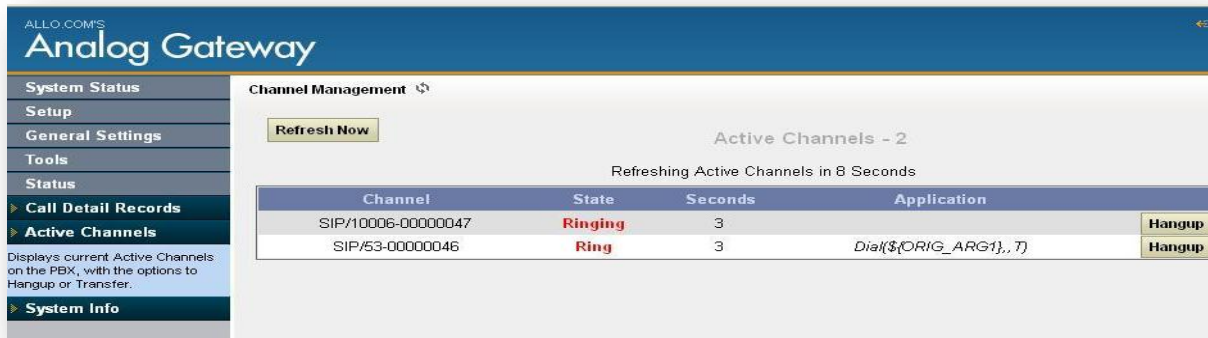 ALLO.COM'S
Analog Gateway
System Status
Setup
General Settings
Tools
Status
Call Detail Records
Active Channels
Displays current Active Channels
on the PBX, with the options to
Hangup or Transfer.
System Info
Channel Management
Refresh Now
Active Channels - 2
Refreshing Active Channels in 8 Seconds
Channel State Seconds Application
SIP/10006-00000047 Ringing 3 Hangup
SIP/53-00000046 Ring 3 Dial(${ORIG_ARG1},,T) Hangup